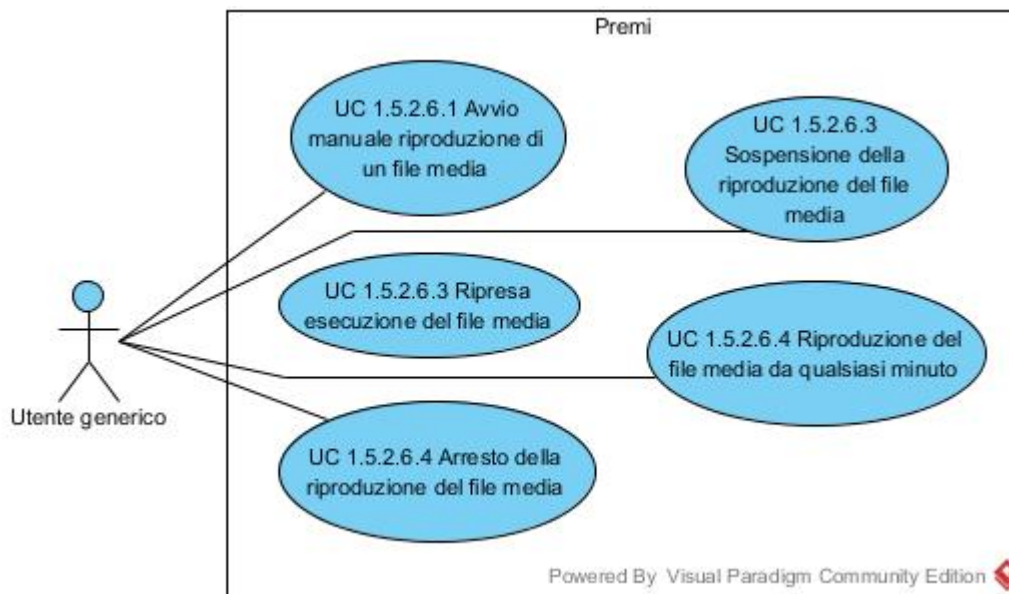 Premi
UC 1.5.2.6.1 Avvio
manuale riproduzione di
un file media
UC 1.5.2.6.3
Sospensione della
riproduzione del file
media
UC 1.5.2.6.3 Ripresa
esecuzione del file media
UC 1.5.2.6.4 Riproduzione del
file media da qualsiasi minuto
Utente generico
UC 1.5.2.6.4 Arresto della
riproduzione del file media
Powered By Visual Paradigm Community Edition